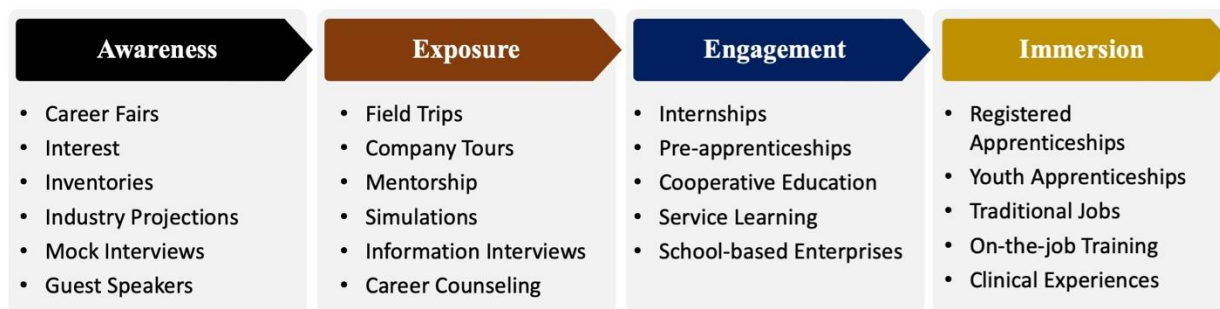 Awareness
• Career Fairs
• Interest
• Inventories
• Industry Projections
• Mock Interviews
• Guest Speakers
Exposure
• Field Trips
• Company Tours
• Mentorship
• Simulations
• Information Interviews
• Career Counseling
Engagement
• Internships
• Pre-apprenticeships
• Cooperative Education
• Service Learning
• School-based Enterprises
Immersion
• Registered
Apprenticeships
• Youth Apprenticeships
• Traditional Jobs
• On-the-job Training
• Clinical Experiences